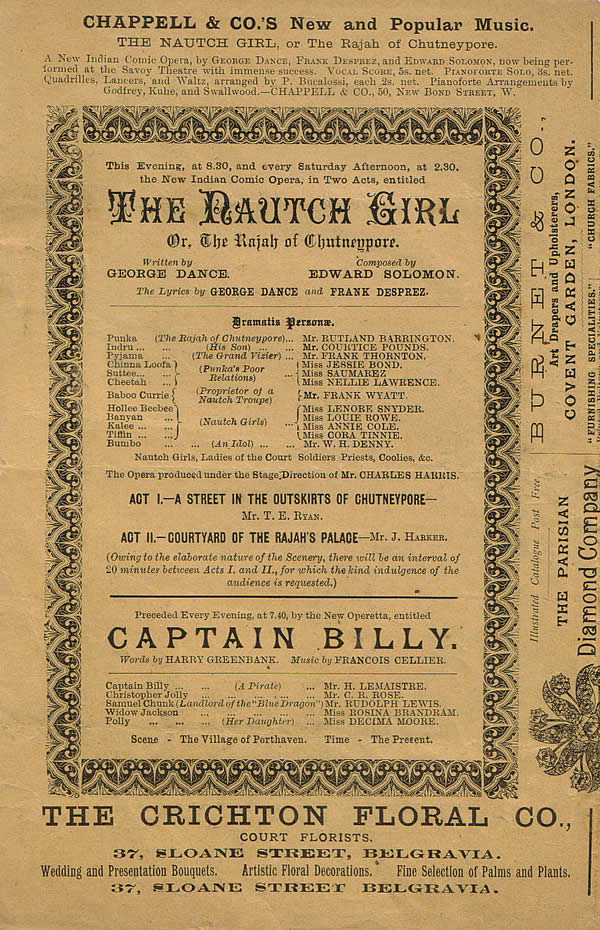 CHAPPELL & CO.'S New and Popular Music.
THE NAUTCH GIRL, or The Rajah of Chutneypore.
A New Indian Comic Opera, by GEORGE DANCE, FRANK DESPREZ, and EDWARD SOLOMON, now being per-
formed at the Savoy Theatre with immense success. VOCAL SCORE, 5s. net. PIANOFORTE SOLO, 3s. net.
Quadrilles, Lancers, and Waltz, arranged by P. Bucalossi, each 2s. net. Pianoforte Arrangements by
Godfrey, Kuhe, and Swallwood.—CHAPPELL & CO., 50, NEW BOND STREET, W.
This Evening, at 8.30, and every Saturday Afternoon, at 2.30,
the New Indian Comic Opera, in Two Acts, entitled
THE NAUTCH GIRL
Or, The Rajah of Chutneypore.
Written by Composed by
GEORGE DANCE. EDWARD SOLOMON.
The Lyrics by GEORGE DANCE and FRANK DESPREZ.
Dramatis Personæ.
Punka (The Rajah of Chutneypore)... Mr. RUTLAND BARRINGTON.
Indru ... ... (His Son) ... ... Mr. COURTICE POUNDS.
Pyjama ... (The Grand Vizier) ... Mr. FRANK THORNTON.
Chinna Loofa } (Punka's Poor Relations) { Miss JESSIE BOND.
Suttee... ... } { Miss SAUMAREZ
Cheetah ... } { Miss NELLIE LAWRENCE.
Baboo Currie { (Proprietor of a Nautch Troupe) { Mr. FRANK WYATT.
Hollee Beebee } { Miss LENORE SNYDER.
Banyan ... } (Nautch Girls) ... { Miss LOUIE ROWE.
Kalee ... ... } { Miss ANNIE COLE.
Tiffin ... ... } { Miss CORA TINNIE.
Bumbo ... ... (An Idol) ... ... Mr. W. H. DENNY.
Nautch Girls, Ladies of the Court Soldiers Priests, Coolies, &c.
The Opera produced under the Stage Direction of Mr. CHARLES HARRIS.
ACT I.—A STREET IN THE OUTSKIRTS OF CHUTNEYPORE—
Mr. T. E. RYAN.
ACT II.—COURTYARD OF THE RAJAH'S PALACE—Mr. J. HARKER.
(Owing to the elaborate nature of the Scenery, there will be an interval of
20 minutes between Acts I. and II., for which the kind indulgence of the
audience is requested.)
Preceded Every Evening, at 7.40, by the New Operetta, entitled
CAPTAIN BILLY.
Words by HARRY GREENBANK. Music by FRANCOIS CELLIER.
Captain Billy ... ... (A Pirate) ... Mr. H. LEMAISTRE.
Christopher Jolly ... ... ... ... ... Mr. C. R. ROSE.
Samuel Chunk (Landlord of the "Blue Dragon") Mr. RUDOLPH LEWIS.
Widow Jackson ... ... ... ... ... Miss ROSINA BRANDRAM.
Polly ... ... ... (Her Daughter) ... Miss DECIMA MOORE.
Scene - The Village of Porthaven. Time - The Present.
THE CRICHTON FLORAL CO.,
COURT FLORISTS.
37, SLOANE STREET, BELGRAVIA.
Wedding and Presentation Bouquets. Artistic Floral Decorations. Fine Selection of Palms and Plants.
37, SLOANE STREET BELGRAVIA.
BURNET & CO.,
Art Drapers and Upholsterers,
COVENT GARDEN, LONDON.
"FURNISHING SPECIALITIES." "CHURCH FABRICS."
Illustrated Catalogue Post Free
THE PARISIAN
Diamond Company